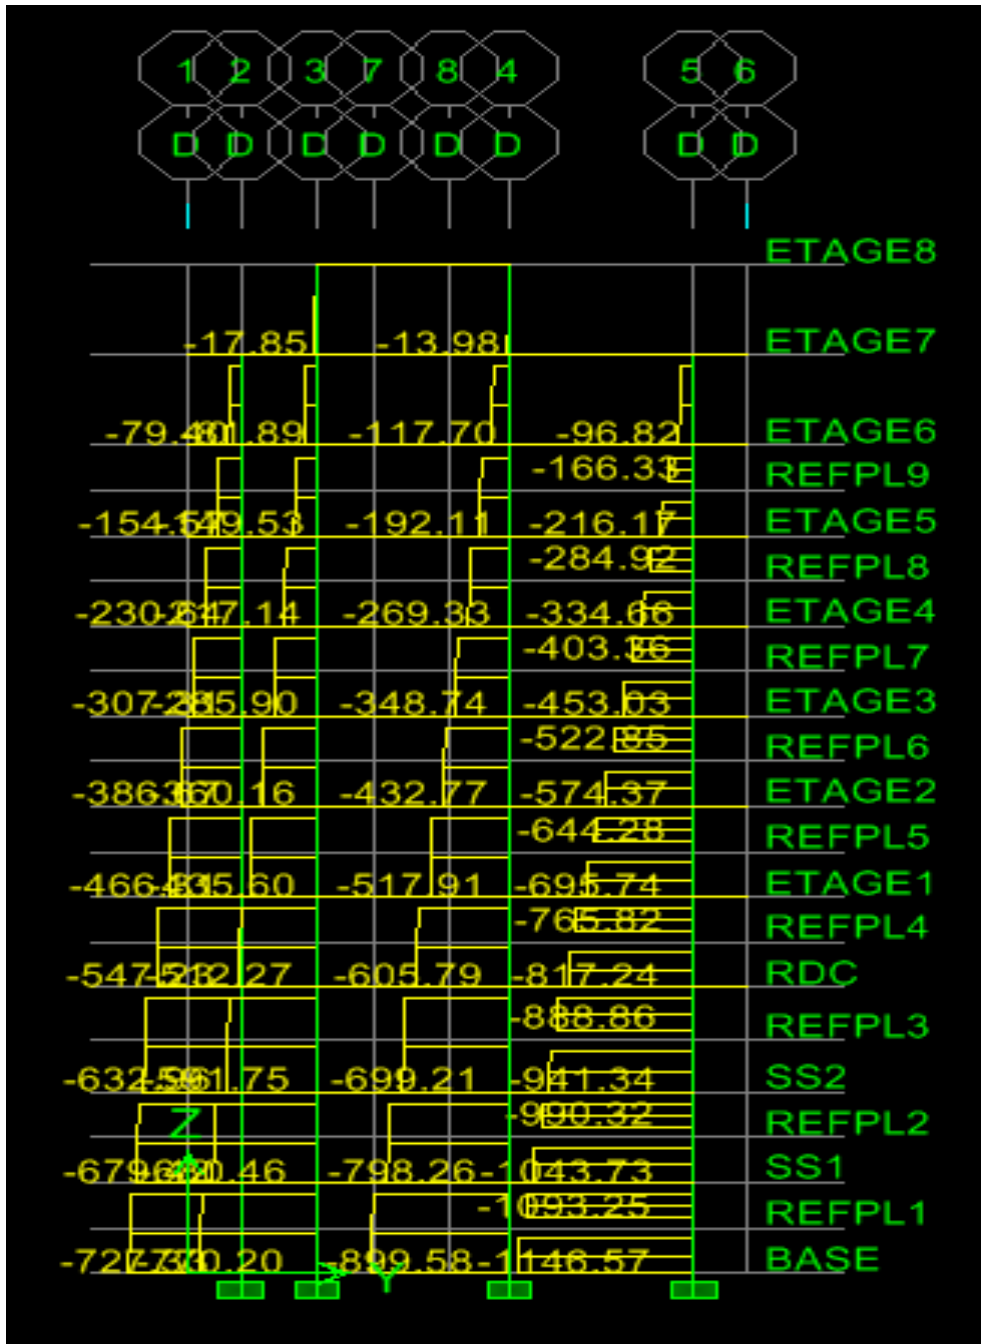 1 2 3 7 8 4 5 6
D D D D D D D D
ETAGE8
-17.85 -13.98 ETAGE7
-117.70 -96.82 ETAGE6
-166.33 REFPL9
-192.11 -216.17 ETAGE5
-284.92 REFPL8
-269.33 -334.66 ETAGE4
-403.36 REFPL7
-348.74 -453.03 ETAGE3
-522.85 REFPL6
-432.77 -574.37 ETAGE2
-644.28 REFPL5
-517.91 -695.74 ETAGE1
-765.82 REFPL4
-605.79 -817.24 RDC
-888.86 REFPL3
-699.21 -941.34 SS2
Z -990.32 REFPL2
-798.26 -1043.73 SS1
-1093.25 REFPL1
-899.58 -1146.57 BASE
Y